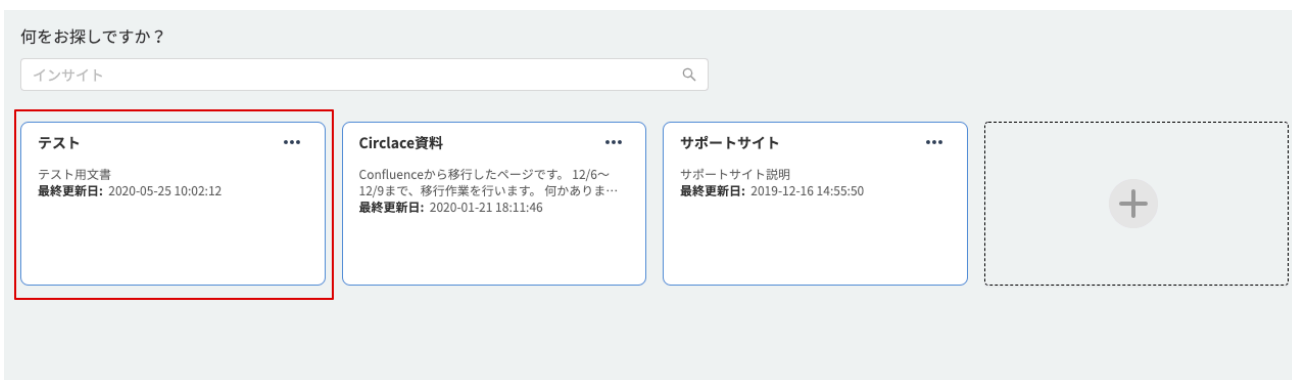 何をお探しですか？
インサイト
テスト
テスト用文書
最終更新日: 2020-05-25 10:02:12
Circlace資料
Confluenceから移行したページです。 12/6～
12/9まで、移行作業を行います。 何かありま…
最終更新日: 2020-01-21 18:11:46
サポートサイト
サポートサイト説明
最終更新日: 2019-12-16 14:55:50